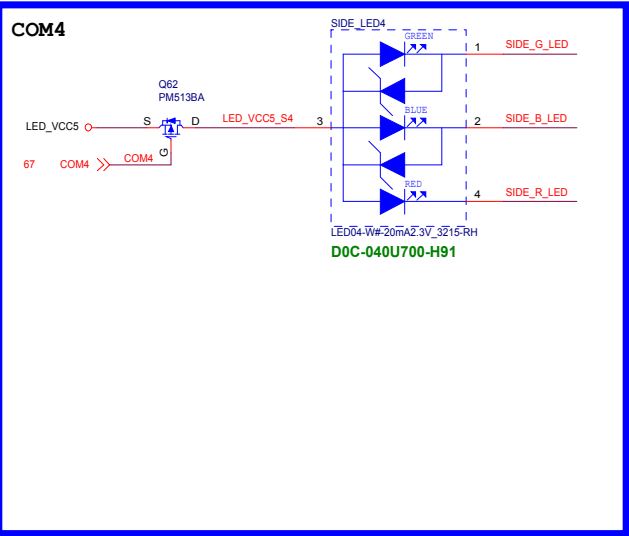 COM4
SIDE_LED4
GREEN
1
SIDE_G_LED
Q62
PM513BA
LED_VCC5
S
D
LED_VCC5_S4
3
BLUE
2
SIDE_B_LED
G
67
COM4
COM4
RED
4
SIDE_R_LED
LED04-W#-20mA2.3V_3215-RH
D0C-040U700-H91